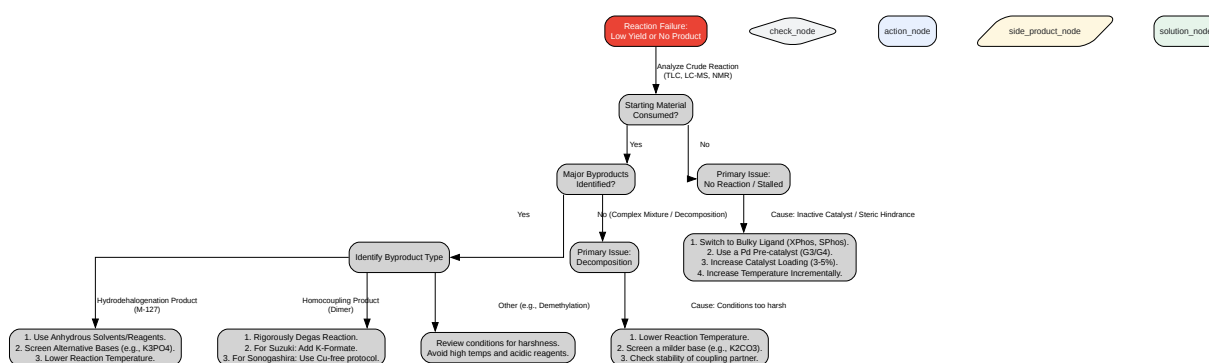 Reaction Failure:
Low Yield or No Product
check_node
action_node
side_product_node
solution_node
Analyze Crude Reaction
(TLC, LC-MS, NMR)
Starting Material
Consumed?
Yes
No
Major Byproducts
Identified?
Primary Issue:
No Reaction / Stalled
Yes
No (Complex Mixture / Decomposition)
Cause: Inactive Catalyst / Steric Hindrance
Identify Byproduct Type
Primary Issue:
Decomposition
1. Switch to Bulky Ligand (XPhos, SPhos).
2. Use a Pd Pre-catalyst (G3/G4).
3. Increase Catalyst Loading (3-5%).
4. Increase Temperature Incrementally.
Hydrodehalogenation Product
(M-127)
Homocoupling Product
(Dimer)
Other (e.g., Demethylation)
Cause: Conditions too harsh
1. Use Anhydrous Solvents/Reagents.
2. Screen Alternative Bases (e.g., K3PO4).
3. Lower Reaction Temperature.
1. Rigorously Degas Reaction.
2. For Suzuki: Add K-Formate.
3. For Sonogashira: Use Cu-free protocol.
Review conditions for harshness.
Avoid high temps and acidic reagents.
1. Lower Reaction Temperature.
2. Screen a milder base (e.g., K2CO3).
3. Check stability of coupling partner.